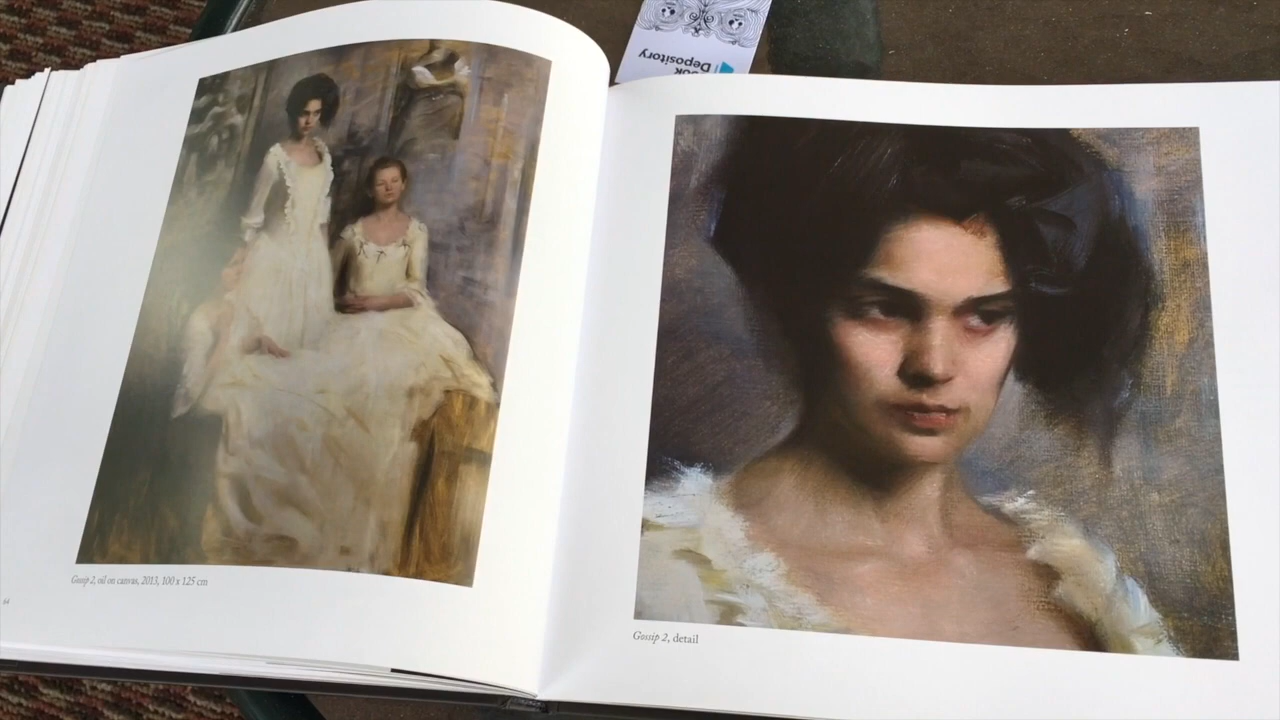 Depository
Gossip 2, oil on canvas, 2013, 100 x 125 cm
64
Gossip 2, detail